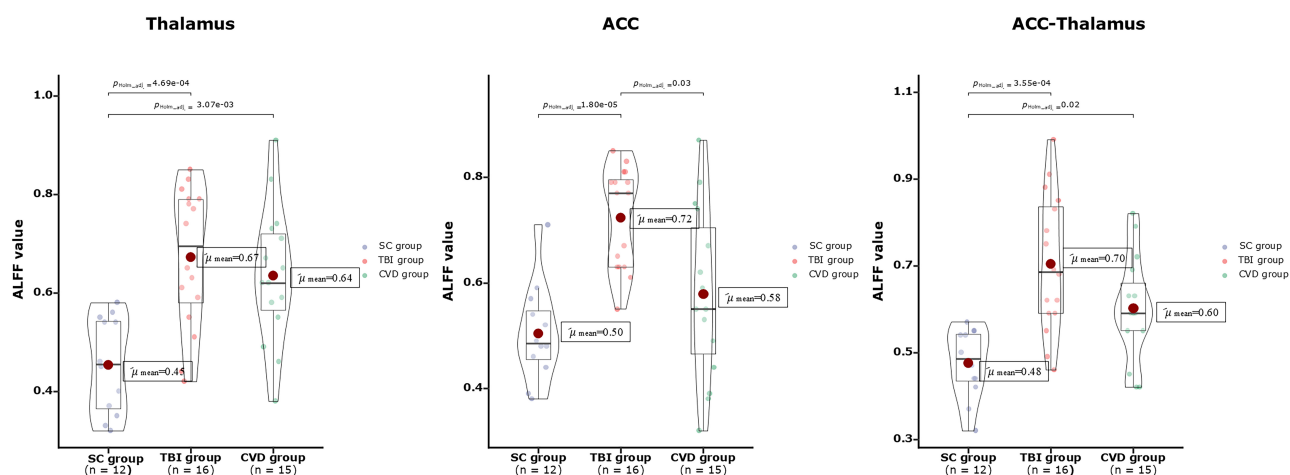 Thalamus
pHolm_adj. =4.69e-04
pHolm_adj. = 3.07e-03
1.0
0.8
0.6
0.4
ALFF value
μ̂ mean=0.45
μ̂ mean=0.67
μ̂ mean=0.64
SC group
TBI group
CVD group
SC group
(n = 12)
TBI group
(n = 16)
CVD group
(n = 15)
ACC
pHolm_adj. =0.03
pHolm_adj. =1.80e-05
0.8
0.6
0.4
ALFF value
μ̂ mean=0.50
μ̂ mean=0.72
μ̂ mean=0.58
SC group
TBI group
CVD group
SC group
(n = 12)
TBI group
(n = 16)
CVD group
(n = 15)
ACC-Thalamus
pHolm_adj. =3.55e-04
pHolm_adj. =0.02
1.1
0.9
0.7
0.5
0.3
ALFF value
μ̂ mean=0.48
μ̂ mean=0.70
μ̂ mean=0.60
SC group
TBI group
CVD group
SC group
(n = 12)
TBI group
(n = 16)
CVD group
(n = 15)